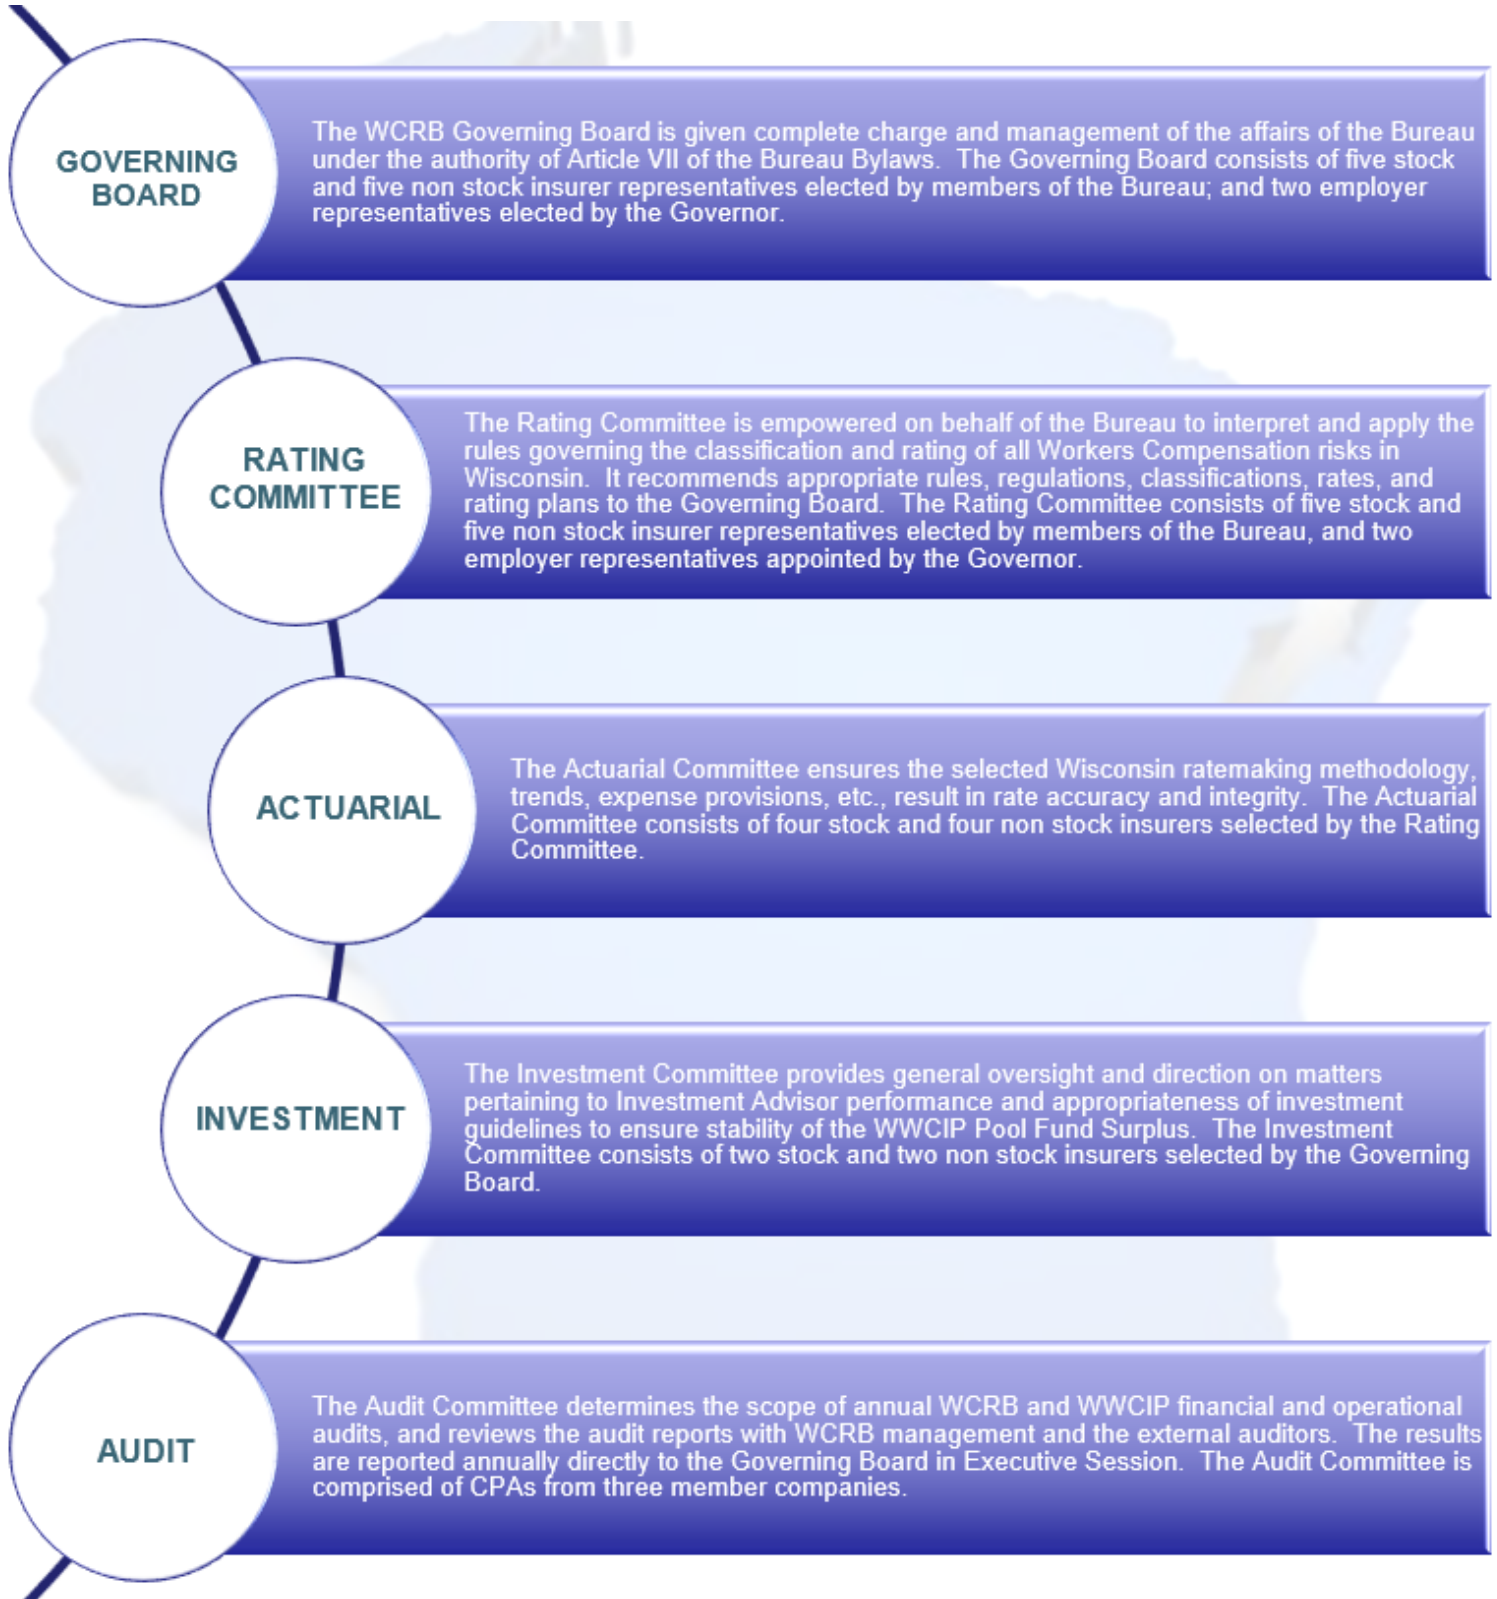 GOVERNING
BOARD
The WCRB Governing Board is given complete charge and management of the affairs of the Bureau
under the authority of Article VII of the Bureau Bylaws.  The Governing Board consists of five stock
and five non stock insurer representatives elected by members of the Bureau; and two employer
representatives elected by the Governor.
RATING
COMMITTEE
The Rating Committee is empowered on behalf of the Bureau to interpret and apply the
rules governing the classification and rating of all Workers Compensation risks in
Wisconsin.  It recommends appropriate rules, regulations, classifications, rates, and
rating plans to the Governing Board.  The Rating Committee consists of five stock and
five non stock insurer representatives elected by members of the Bureau, and two
employer representatives appointed by the Governor.
ACTUARIAL
The Actuarial Committee ensures the selected Wisconsin ratemaking methodology,
trends, expense provisions, etc., result in rate accuracy and integrity.  The Actuarial
Committee consists of four stock and four non stock insurers selected by the Rating
Committee.
INVESTMENT
The Investment Committee provides general oversight and direction on matters
pertaining to Investment Advisor performance and appropriateness of investment
guidelines to ensure stability of the WWCIP Pool Fund Surplus.  The Investment
Committee consists of two stock and two non stock insurers selected by the Governing
Board.
AUDIT
The Audit Committee determines the scope of annual WCRB and WWCIP financial and operational
audits, and reviews the audit reports with WCRB management and the external auditors.  The results
are reported annually directly to the Governing Board in Executive Session.  The Audit Committee is
comprised of CPAs from three member companies.